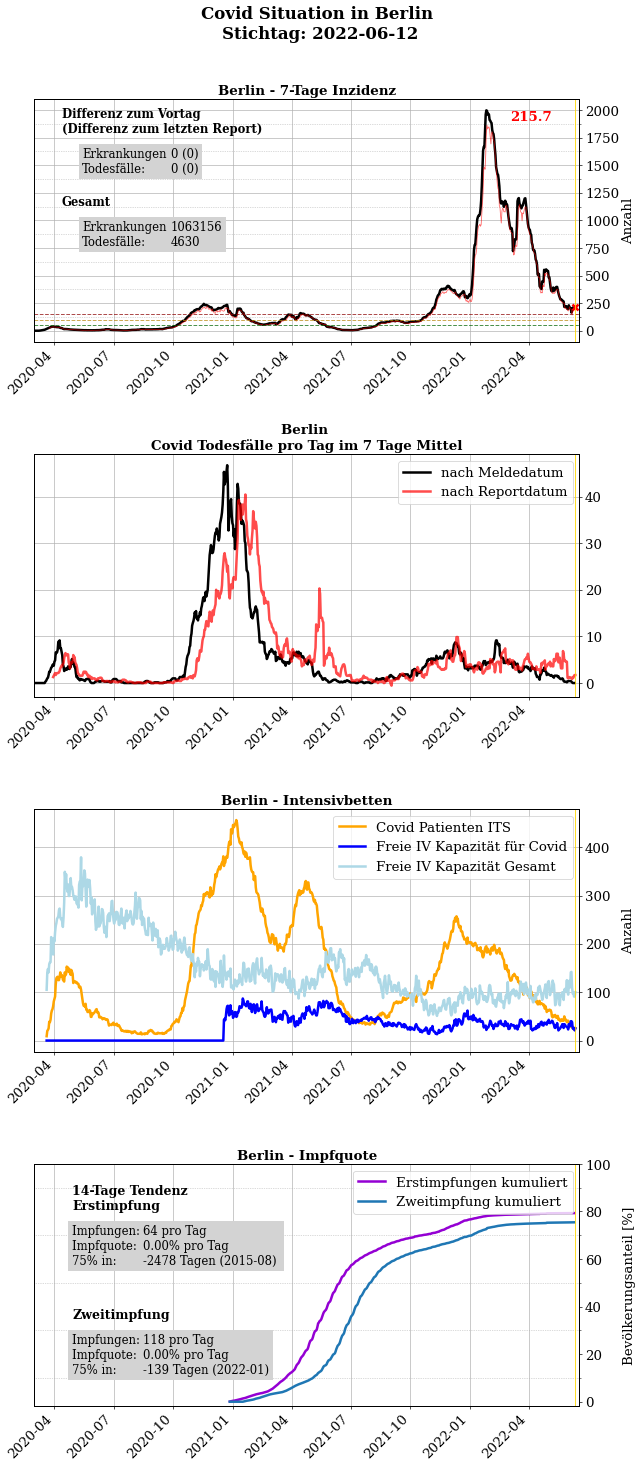 Covid Situation in Berlin
Stichtag: 2022-06-12
Berlin - 7-Tage Inzidenz
Differenz zum Vortag
(Differenz zum letzten Report)
Erkrankungen 0 (0)
Todesfälle: 0 (0)
Gesamt
Erkrankungen 1063156
Todesfälle: 4630
215.7
2000
1750
1500
1250
1000
750
500
250
0
Anzahl
2020-04
2020-07
2020-10
2021-01
2021-04
2021-07
2021-10
2022-01
2022-04
Berlin
Covid Todesfälle pro Tag im 7 Tage Mittel
nach Meldedatum
nach Reportdatum
40
30
20
10
0
2020-04
2020-07
2020-10
2021-01
2021-04
2021-07
2021-10
2022-01
2022-04
Berlin - Intensivbetten
Covid Patienten ITS
Freie IV Kapazität für Covid
Freie IV Kapazität Gesamt
400
300
200
100
0
Anzahl
2020-04
2020-07
2020-10
2021-01
2021-04
2021-07
2021-10
2022-01
2022-04
Berlin - Impfquote
14-Tage Tendenz
Erstimpfung
Impfungen: 64 pro Tag
Impfquote: 0.00% pro Tag
75% in: -2478 Tagen (2015-08)
Zweitimpfung
Impfungen: 118 pro Tag
Impfquote: 0.00% pro Tag
75% in: -139 Tagen (2022-01)
Erstimpfungen kumuliert
Zweitimpfung kumuliert
100
80
60
40
20
0
Bevölkerungsanteil [%]
2020-04
2020-07
2020-10
2021-01
2021-04
2021-07
2021-10
2022-01
2022-04